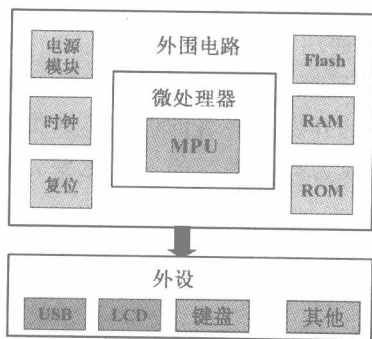 外围电路
电源
模块
时钟
复位
微处理器
MPU
Flash
RAM
ROM
外设
USB
LCD
键盘
其他